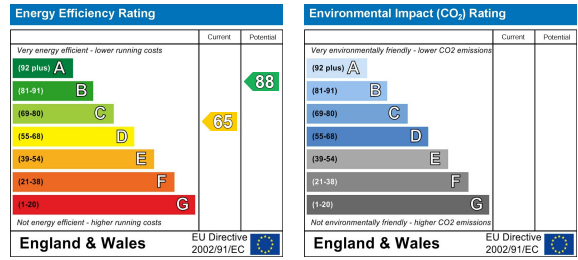 Energy Efficiency Rating
Current Potential
Very energy efficient - lower running costs
(92 plus) A
(81-91) B
(69-80) C
(55-68) D
(39-54) E
(21-38) F
(1-20) G
65
88
Not energy efficient - higher running costs
England & Wales
EU Directive
2002/91/EC
Environmental Impact (CO₂) Rating
Current Potential
Very environmentally friendly - lower CO2 emissions
(92 plus) A
(81-91) B
(69-80) C
(55-68) D
(39-54) E
(21-38) F
(1-20) G
Not environmentally friendly - higher CO2 emissions
England & Wales
EU Directive
2002/91/EC